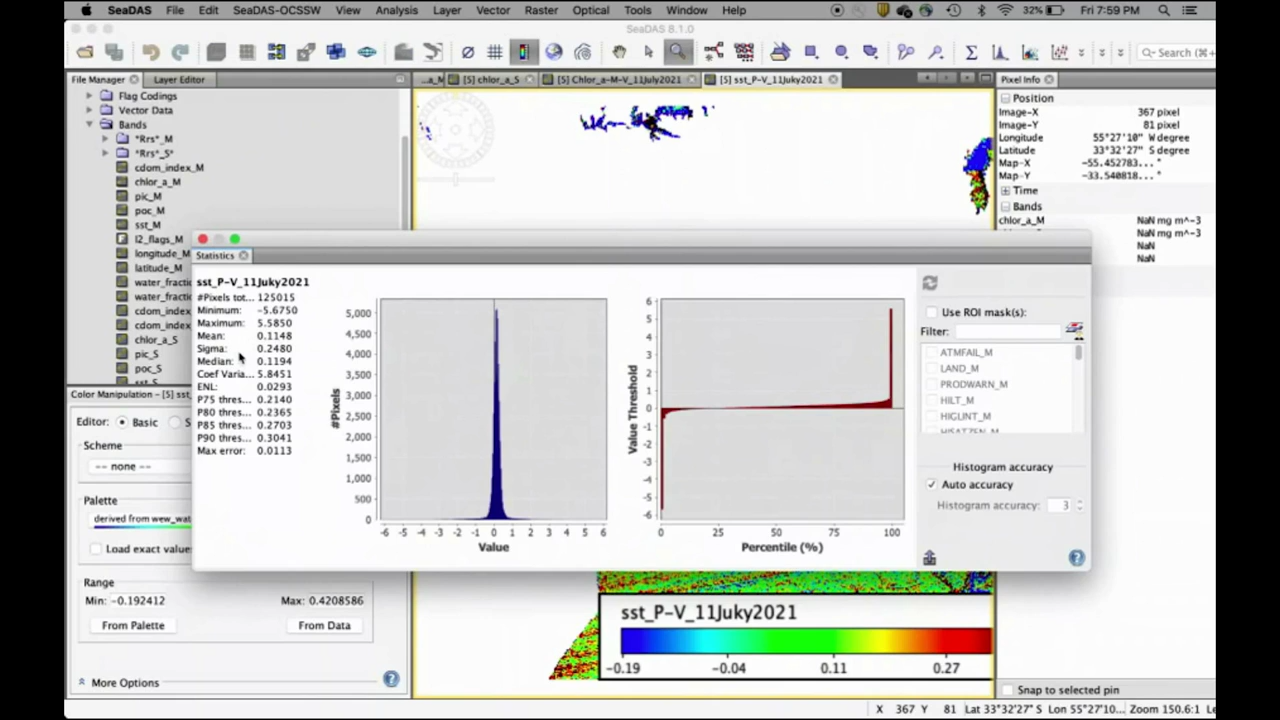 SeaDAS File Edit SeaDAS-OCSSW View Analysis Layer Vector Raster Optical Tools Window Help 32% Fri 7:59 PM
SeaDAS 8.1.0
Search (⌘+
File Manager Layer Editor
...a_M [5] chlor_a_S [5] Chlor_a-M-V_11July2021 [5] sst_P-V_11Juky2021
Pixel Info
Flag Codings
Vector Data
Bands
*Rrs*_M
*Rrs*_S*
cdom_index_M
chlor_a_M
pic_M
poc_M
sst_M
l2_flags_M
longitude_M
latitude_M
water_fractio
water_fractio
cdom_index
cdom_index
chlor_a_S
pic_S
poc_S
sst_S
Position
Image-X 367 pixel
Image-Y 81 pixel
Longitude 55°27'10" W degree
Latitude 33°32'27" S degree
Map-X -55.452783... °
Map-Y -33.540818... °
Time
Bands
chlor_a_M NaN mg m^-3
NaN mg m^-3
NaN
NaN
Statistics
sst_P-V_11Juky2021
#Pixels tot... 125015
Minimum: -5.6750
Maximum: 5.5850
Mean: 0.1148
Sigma: 0.2480
Median: 0.1194
Coef Varia... 5.8451
ENL: 0.0293
P75 thres... 0.2140
P80 thres... 0.2365
P85 thres... 0.2703
P90 thres... 0.3041
Max error: 0.0113
#Pixels
5,000
4,500
4,000
3,500
3,000
2,500
2,000
1,500
1,000
500
0
-6 -5 -4 -3 -2 -1 0 1 2 3 4 5 6
Value
Value Threshold
6
5
4
3
2
1
0
-1
-2
-3
-4
-5
-6
0 25 50 75 100
Percentile (%)
Use ROI mask(s):
Filter:
ATMFAIL_M
LAND_M
PRODWARN_M
HILT_M
HIGLINT_M
HISATZEN_M
Histogram accuracy
Auto accuracy
Histogram accuracy: 3
Color Manipulation - [5] sst_
Editor: Basic S
Scheme
-- none --
Palette
derived from wew_wat
Load exact value
Range
Min: -0.192412 Max: 0.4208586
From Palette From Data
More Options
sst_P-V_11Juky2021
-0.19 -0.04 0.11 0.27
Snap to selected pin
X 367 Y 81 Lat 33°32'27" S Lon 55°27'10... Zoom 150.6:1 Le